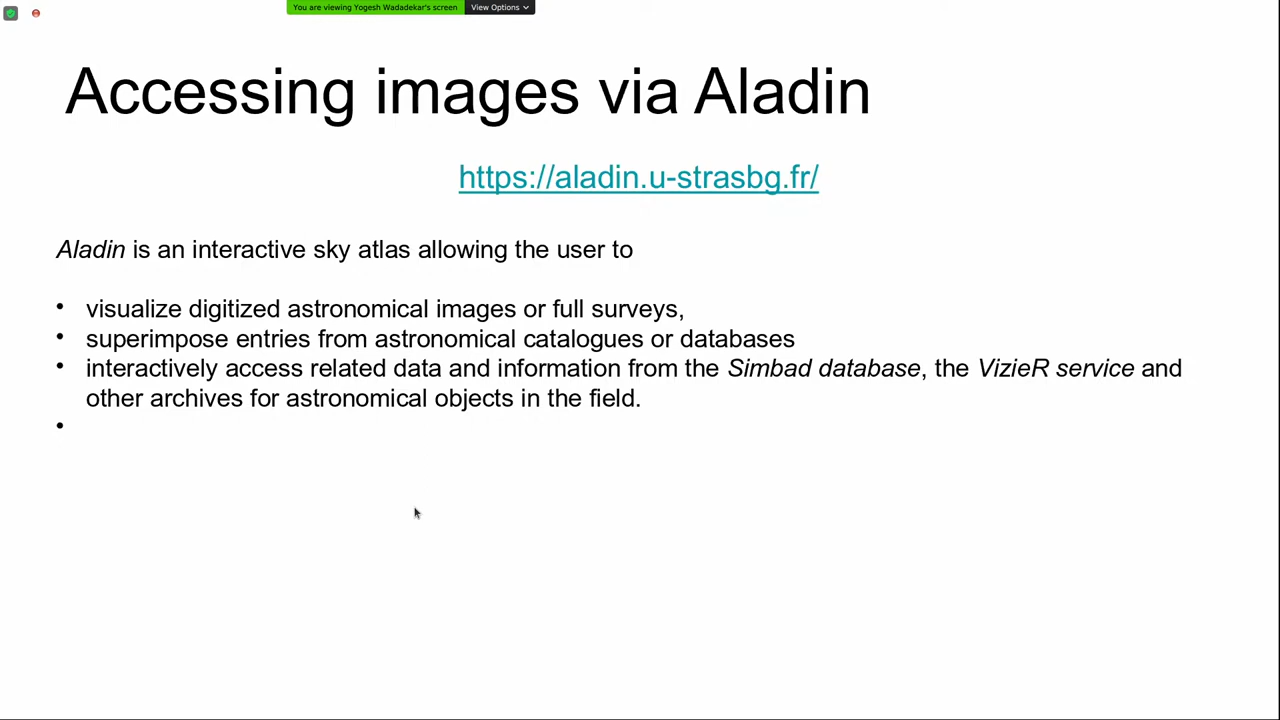 You are viewing Yogesh Wadadekar's screen View Options
Accessing images via Aladin
https://aladin.u-strasbg.fr/
Aladin is an interactive sky atlas allowing the user to
• visualize digitized astronomical images or full surveys,
• superimpose entries from astronomical catalogues or databases
• interactively access related data and information from the Simbad database, the VizieR service and
other archives for astronomical objects in the field.
•